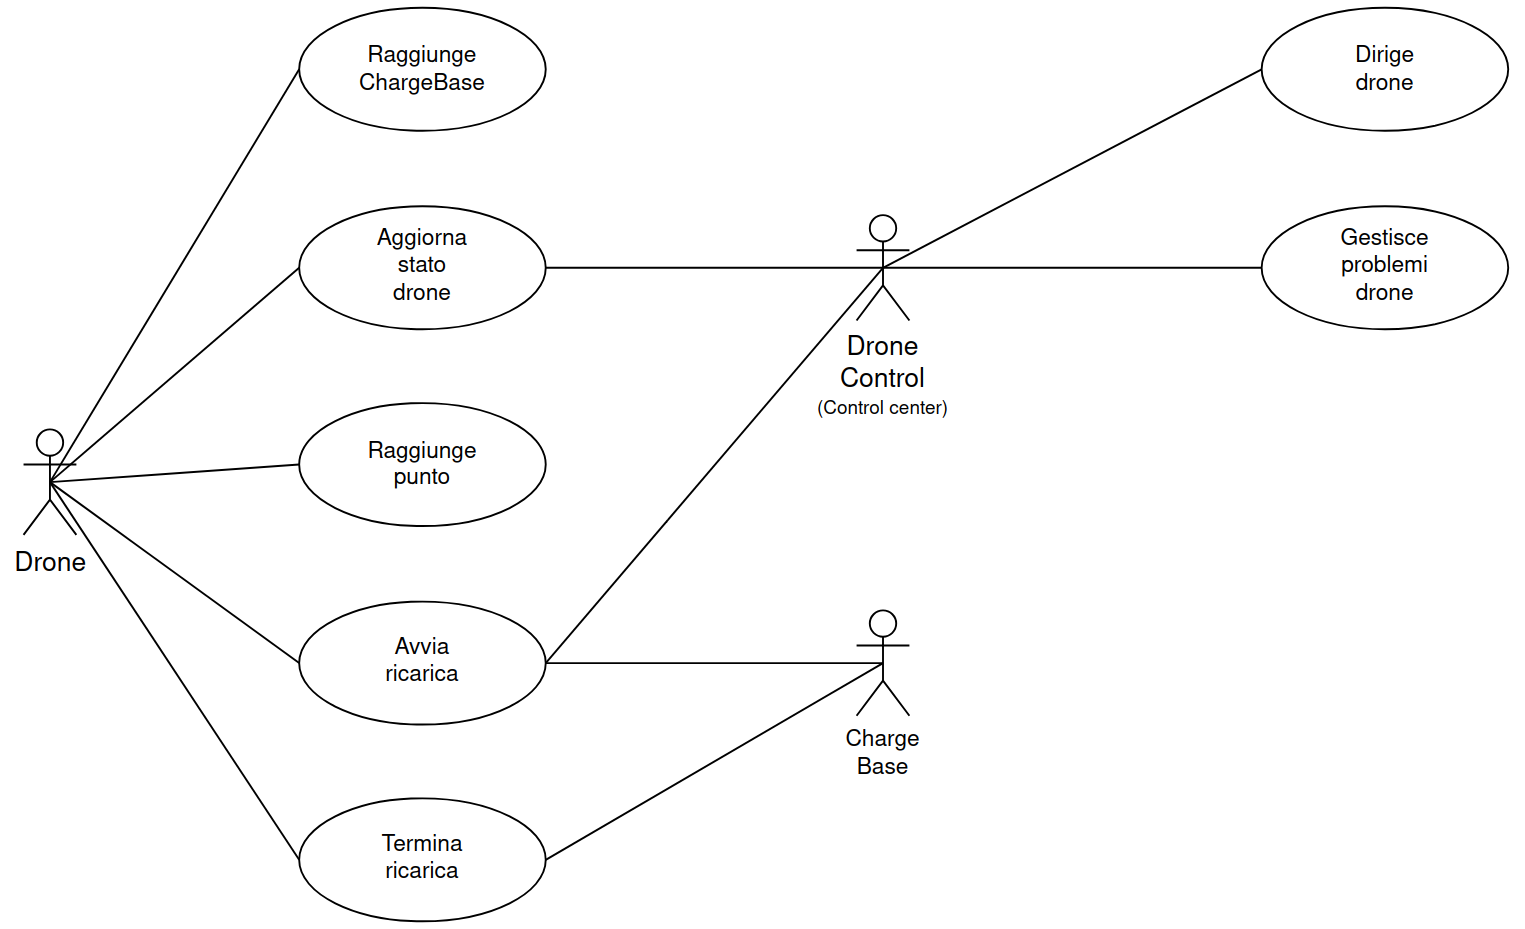 Raggiunge
ChargeBase
Dirige
drone
Aggiorna
stato
drone
Gestisce
problemi
drone
Drone
Control
(Control center)
Raggiunge
punto
Drone
Avvia
ricarica
Charge
Base
Termina
ricarica